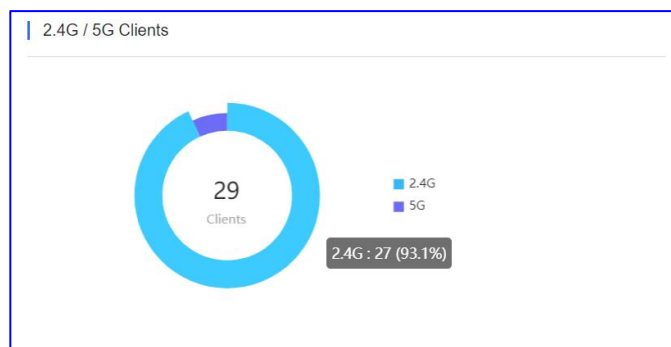 2.4G / 5G Clients
29
Clients
2.4G
5G
2.4G : 27 (93.1%)